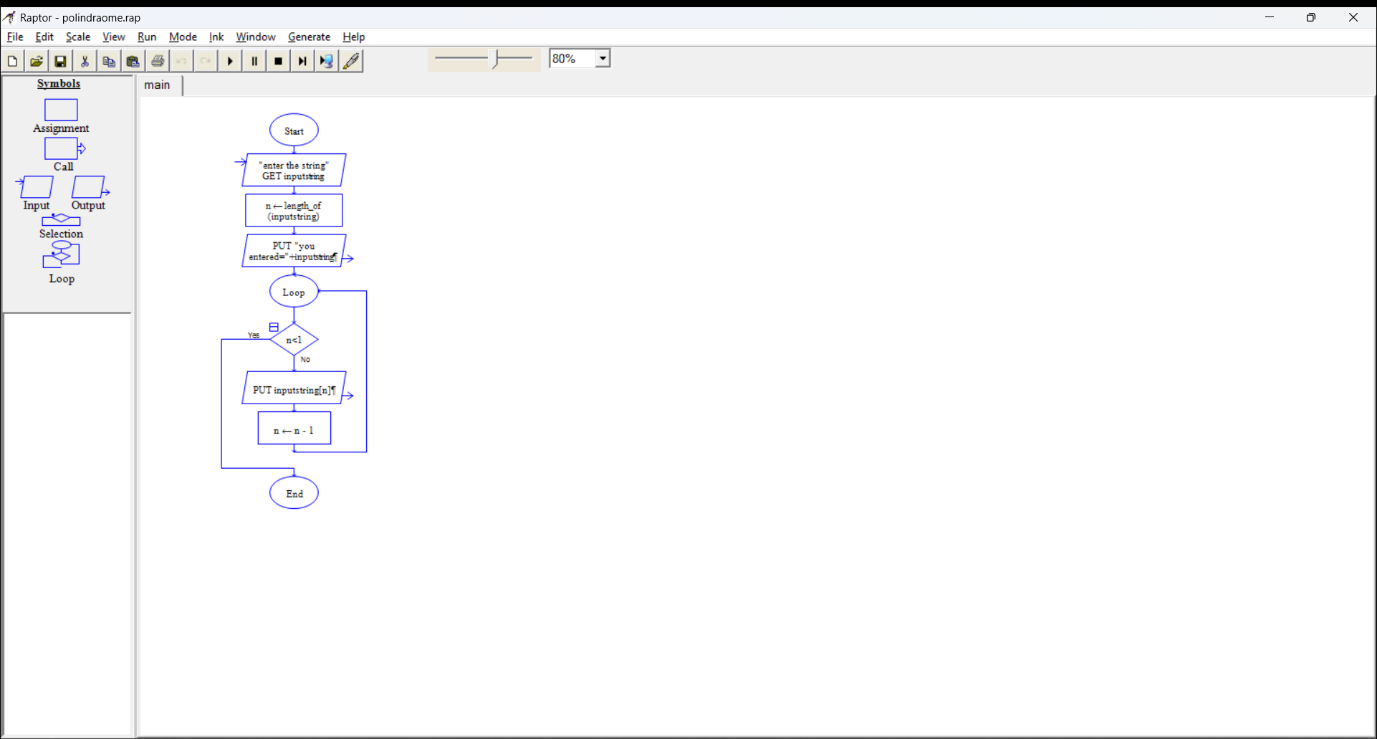 Raptor - polindraome.rap
File Edit Scale View Run Mode Ink Window Generate Help
80%
Symbols
Assignment
Call
Input Output
Selection
Loop
main
Start
"enter the string"
GET inputstring
n ← length_of
(inputstring)
PUT "you
entered="+inputstring¶
Loop
Yes
n<1
No
PUT inputstring[n]¶
n ← n - 1
End